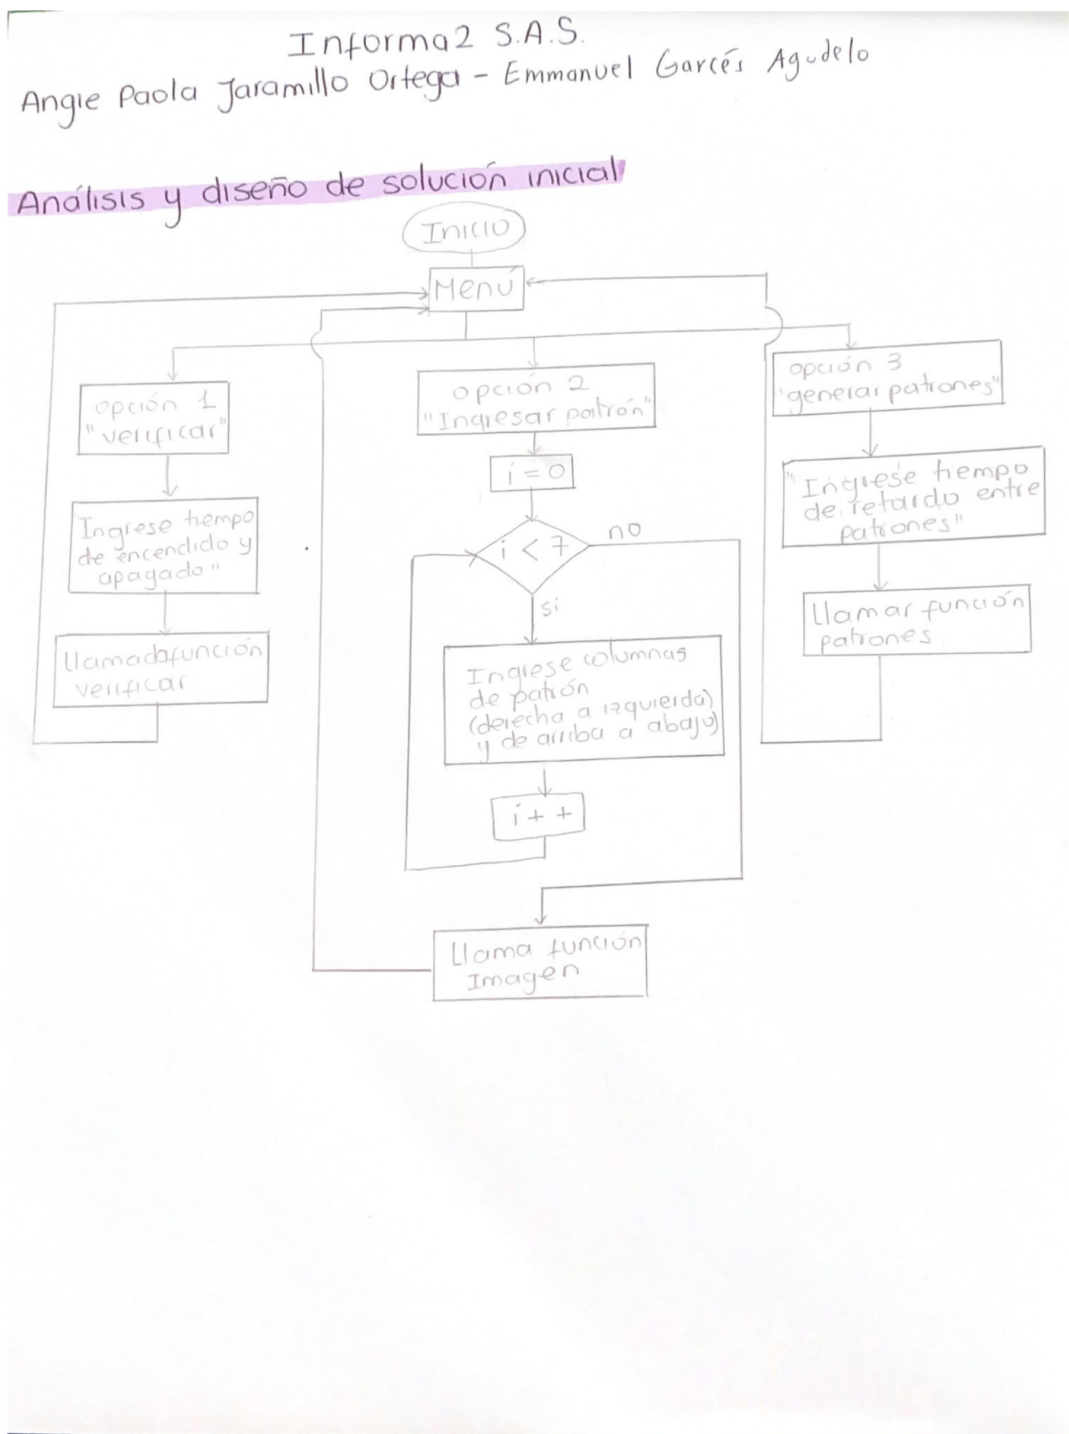 Informa2 S.A.S.
Angie Paola Jaramillo Ortega - Emmanuel Garcés Agudelo
Análisis y diseño de solución inicial
Inicio
Menú
opción 1
"verificar"
Ingrese tiempo
de encendido y
apagado"
Llamadafunción
verificar
opción 2
"Ingresar patrón"
i = 0
i < 7
no
si
Ingrese columnas
de patrón
(derecha a izquierda)
y de arriba a abajo)
i + +
Llama función
Imagen
opción 3
"generar patrones"
"Ingrese tiempo
de retardo entre
patrones"
Llamar función
patrones.